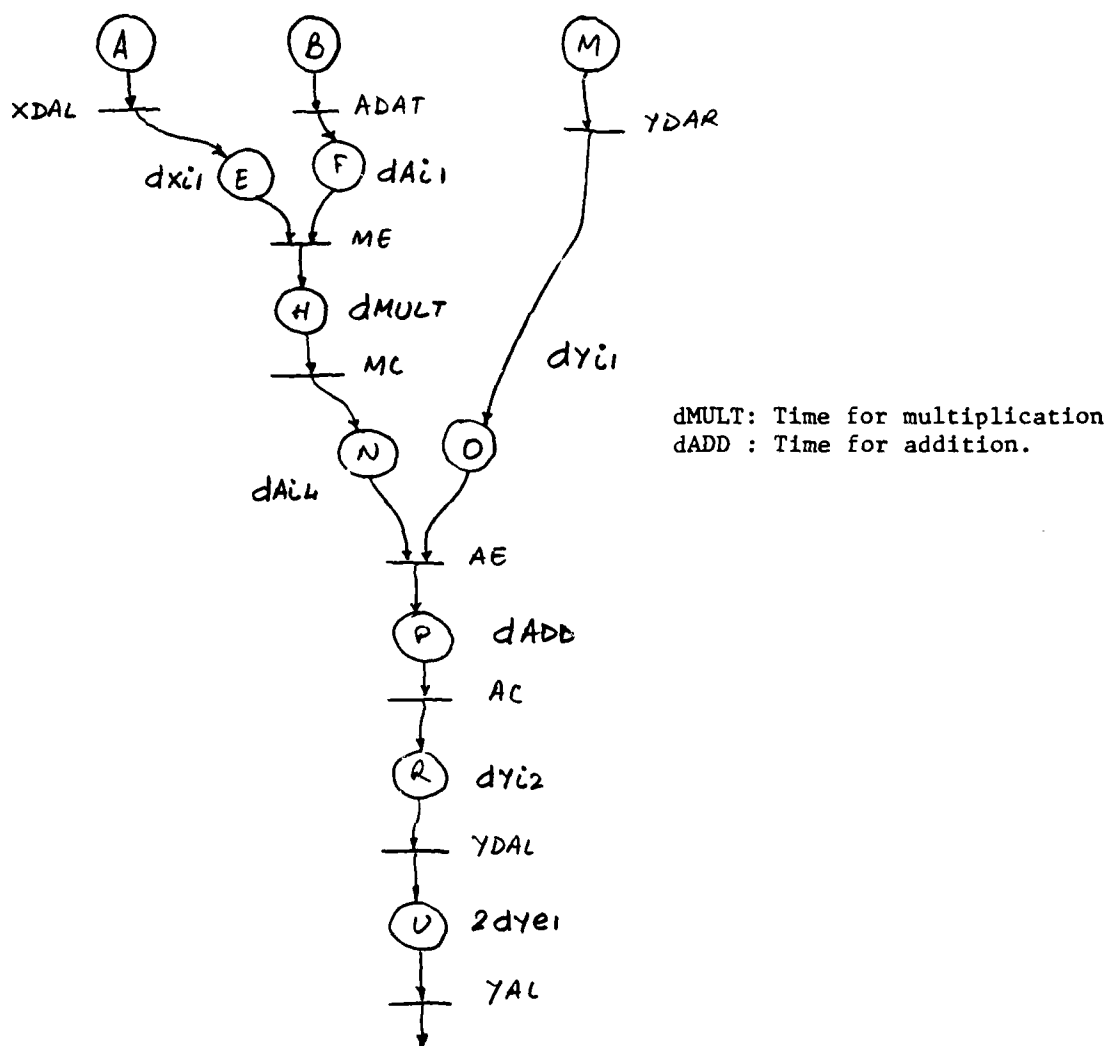 A
B
M
XDAL
ADAT
YDAR
dxi1
E
F
dAi1
ME
H
dMULT
MC
dYi1
dMULT: Time for multiplication
dADD : Time for addition.
N
O
dAi4
AE
P
dADD
AC
R
dYi2
YDAL
U
2dYe1
YAL